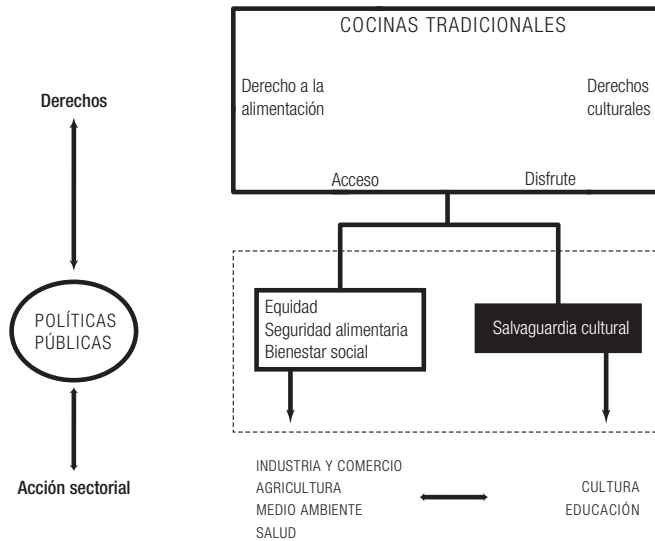 COCINAS TRADICIONALES
Derecho a la
alimentación
Derechos
culturales
Acceso
Disfrute
Derechos
POLÍTICAS
PÚBLICAS
Acción sectorial
Equidad
Seguridad alimentaria
Bienestar social
Salvaguardia cultural
INDUSTRIA Y COMERCIO
AGRICULTURA
MEDIO AMBIENTE
SALUD
CULTURA
EDUCACIÓN